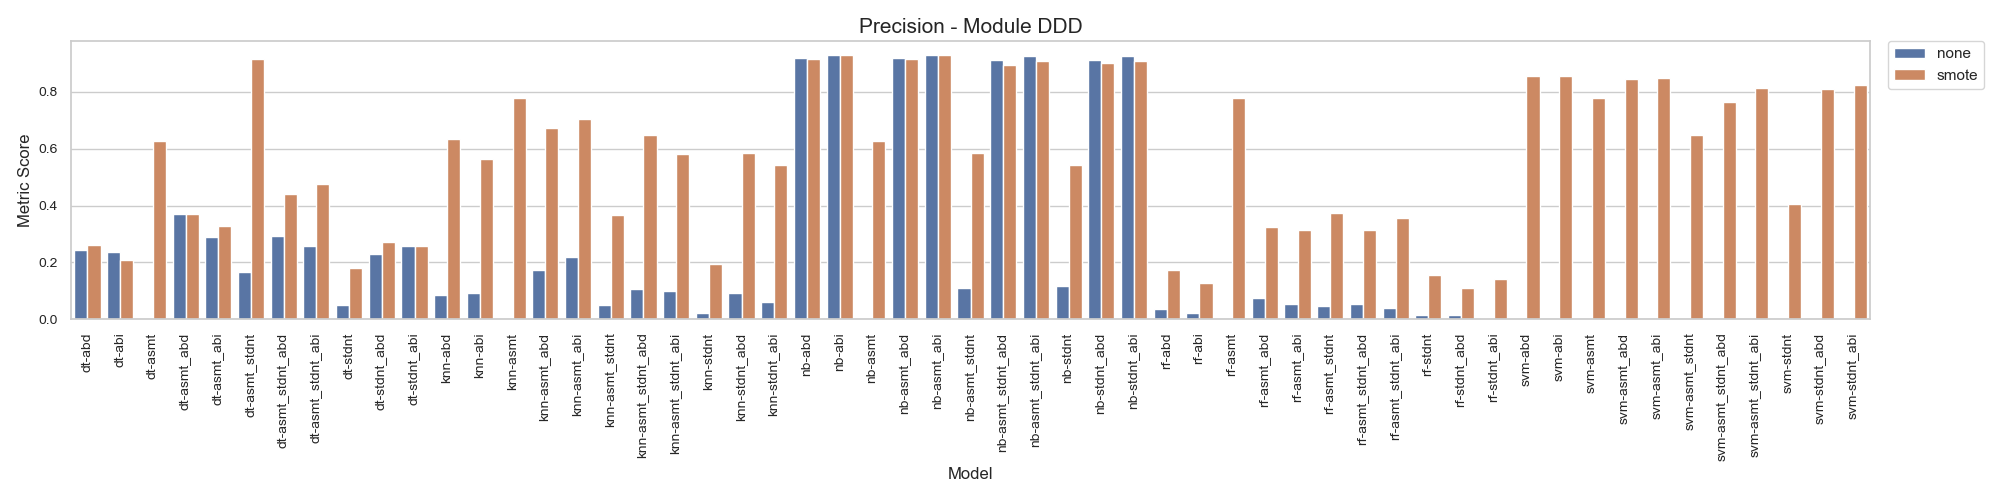 Precision - Module DDD
none
smote
Metric Score
0.8
0.6
0.4
0.2
0.0
dt-abd
dt-abi
dt-asmt
dt-asmt_abd
dt-asmt_abi
dt-asmt_stdnt
dt-asmt_stdnt_abd
dt-asmt_stdnt_abi
dt-stdnt
dt-stdnt_abd
dt-stdnt_abi
knn-abd
knn-abi
knn-asmt
knn-asmt_abd
knn-asmt_abi
knn-asmt_stdnt
knn-asmt_stdnt_abd
knn-asmt_stdnt_abi
knn-stdnt
knn-stdnt_abd
knn-stdnt_abi
nb-abd
nb-abi
nb-asmt
nb-asmt_abd
nb-asmt_abi
nb-asmt_stdnt
nb-asmt_stdnt_abd
nb-asmt_stdnt_abi
nb-stdnt
nb-stdnt_abd
nb-stdnt_abi
rf-abd
rf-abi
rf-asmt
rf-asmt_abd
rf-asmt_abi
rf-asmt_stdnt
rf-asmt_stdnt_abd
rf-asmt_stdnt_abi
rf-stdnt
rf-stdnt_abd
rf-stdnt_abi
svm-abd
svm-abi
svm-asmt
svm-asmt_abd
svm-asmt_abi
svm-asmt_stdnt
svm-asmt_stdnt_abd
svm-asmt_stdnt_abi
svm-stdnt
svm-stdnt_abd
svm-stdnt_abi
Model